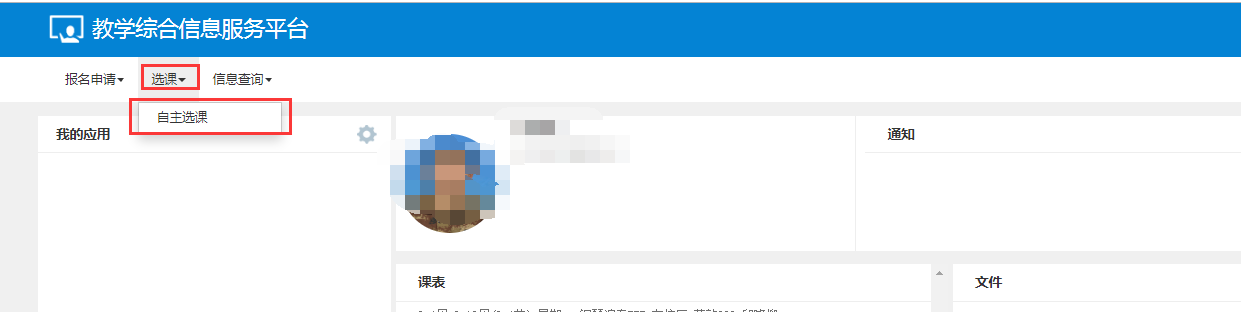 教学综合信息服务平台
报名申请 选课 信息查询
自主选课
我的应用
通知
课表
文件